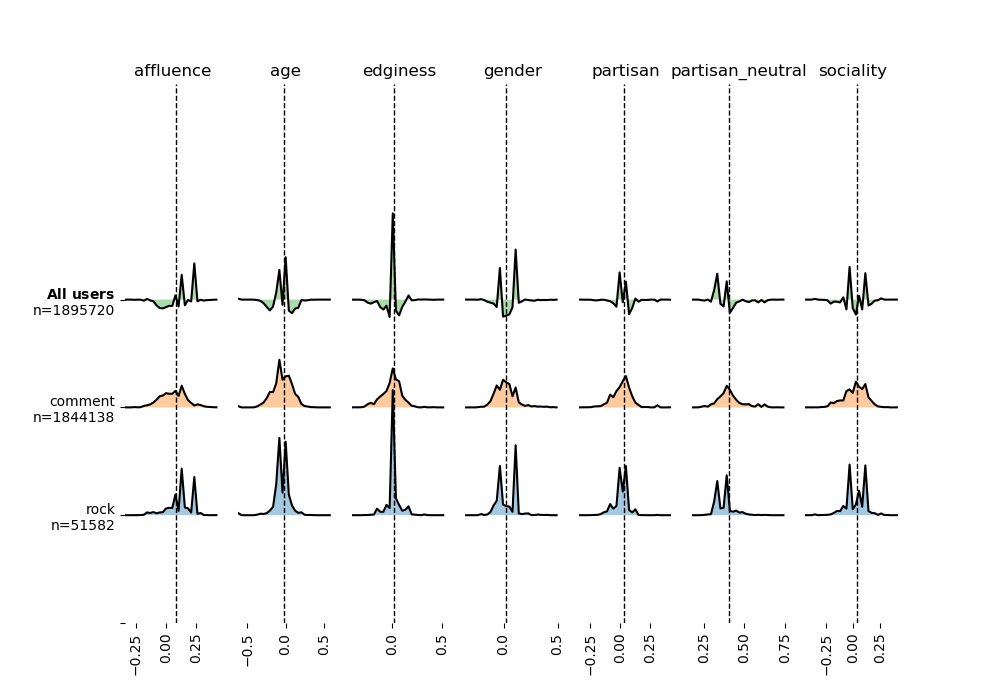 affluence age edginess gender partisan partisan_neutral sociality
All users
n=1895720
comment
n=1844138
rock
n=51582
−0.25 0.00 0.25 −0.5 0.0 0.5 0.0 0.5 0.0 0.5 −0.25 0.00 0.25 0.25 0.50 0.75 −0.25 0.00 0.25